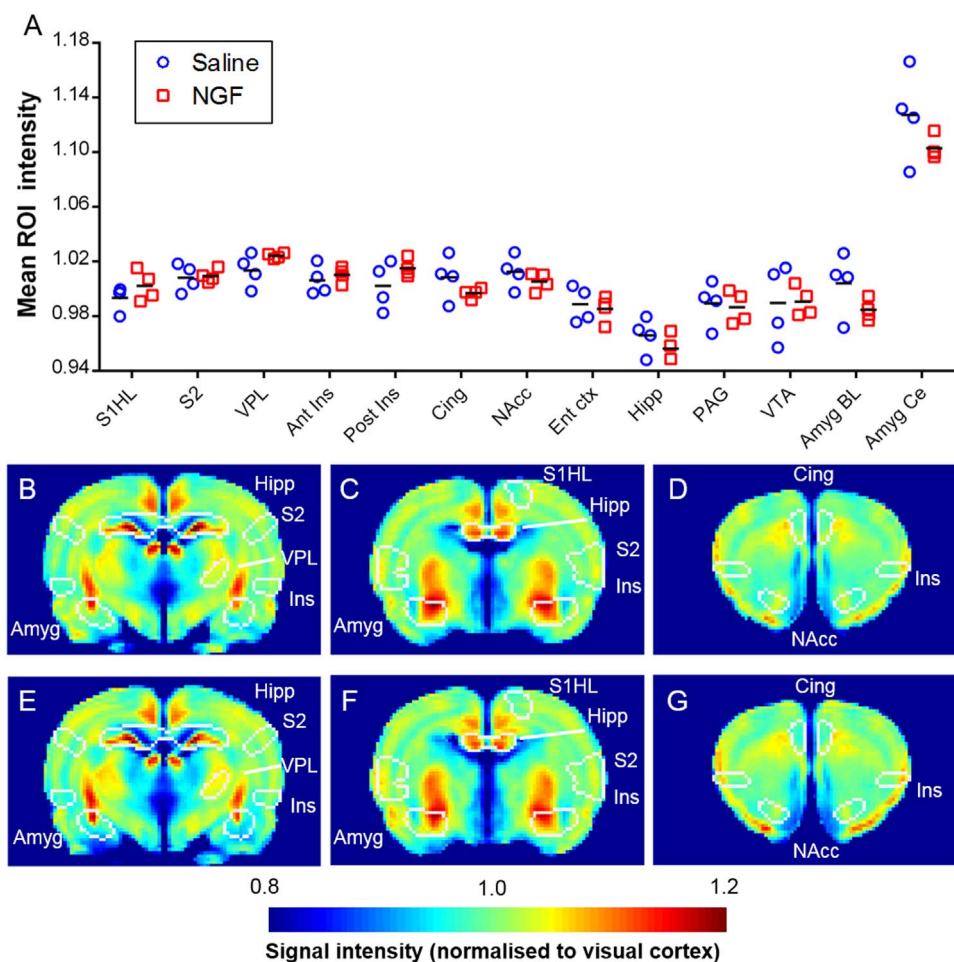 A
1.18
1.14
1.10
1.06
1.02
0.98
0.94
Mean ROI intensity
Saline
NGF
S1HL
S2
VPL
Ant Ins
Post Ins
Cing
NAcc
Ent ctx
Hipp
PAG
VTA
Amyg BL
Amyg Ce
B
Hipp
S2
VPL
Ins
Amyg
C
S1HL
Hipp
S2
Ins
Amyg
D
Cing
Ins
NAcc
E
Hipp
S2
VPL
Ins
Amyg
F
S1HL
Hipp
S2
Ins
Amyg
G
Cing
Ins
NAcc
0.8 1.0 1.2
Signal intensity (normalised to visual cortex)